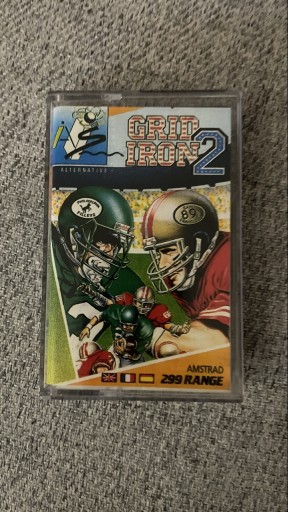 GRID
IRON 2
ALTERNATIVE
89
AMSTRAD
299 RANGE